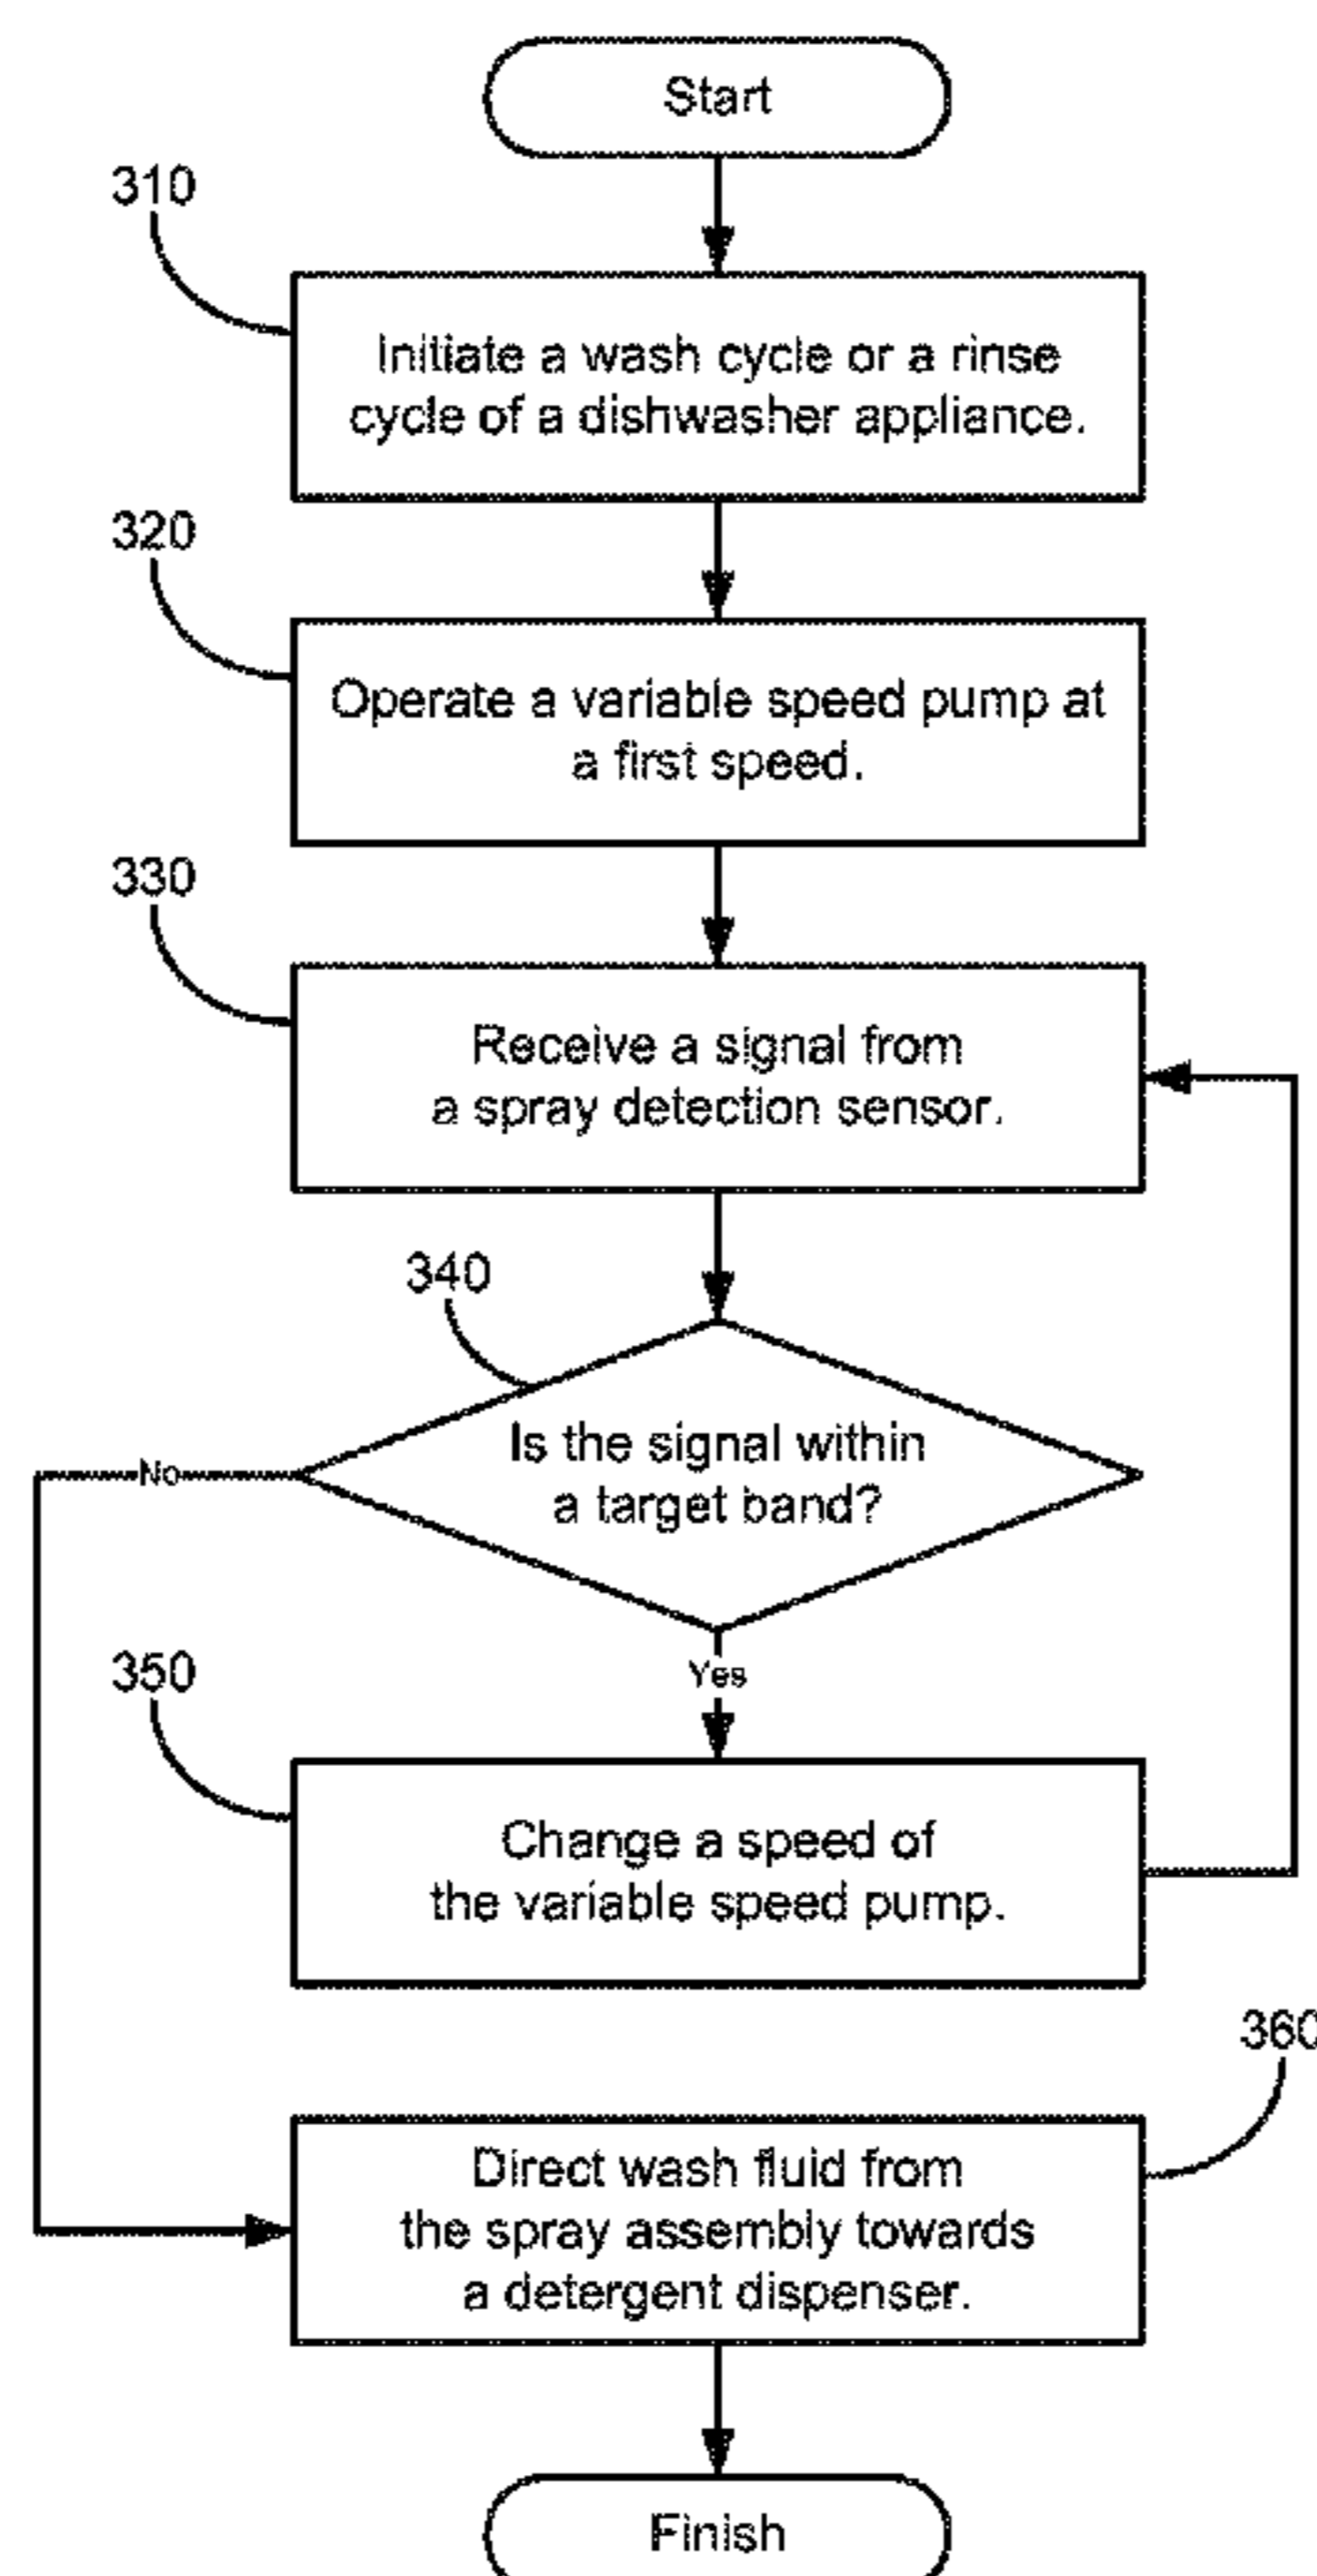 Start
310
Initiate a wash cycle or a rinse
cycle of a dishwasher appliance.
320
Operate a variable speed pump at
a first speed.
330
Receive a signal from
a spray detection sensor.
340
Is the signal within
a target band?
No
Yes
350
Change a speed of
the variable speed pump.
360
Direct wash fluid from
the spray assembly towards
a detergent dispenser.
Finish